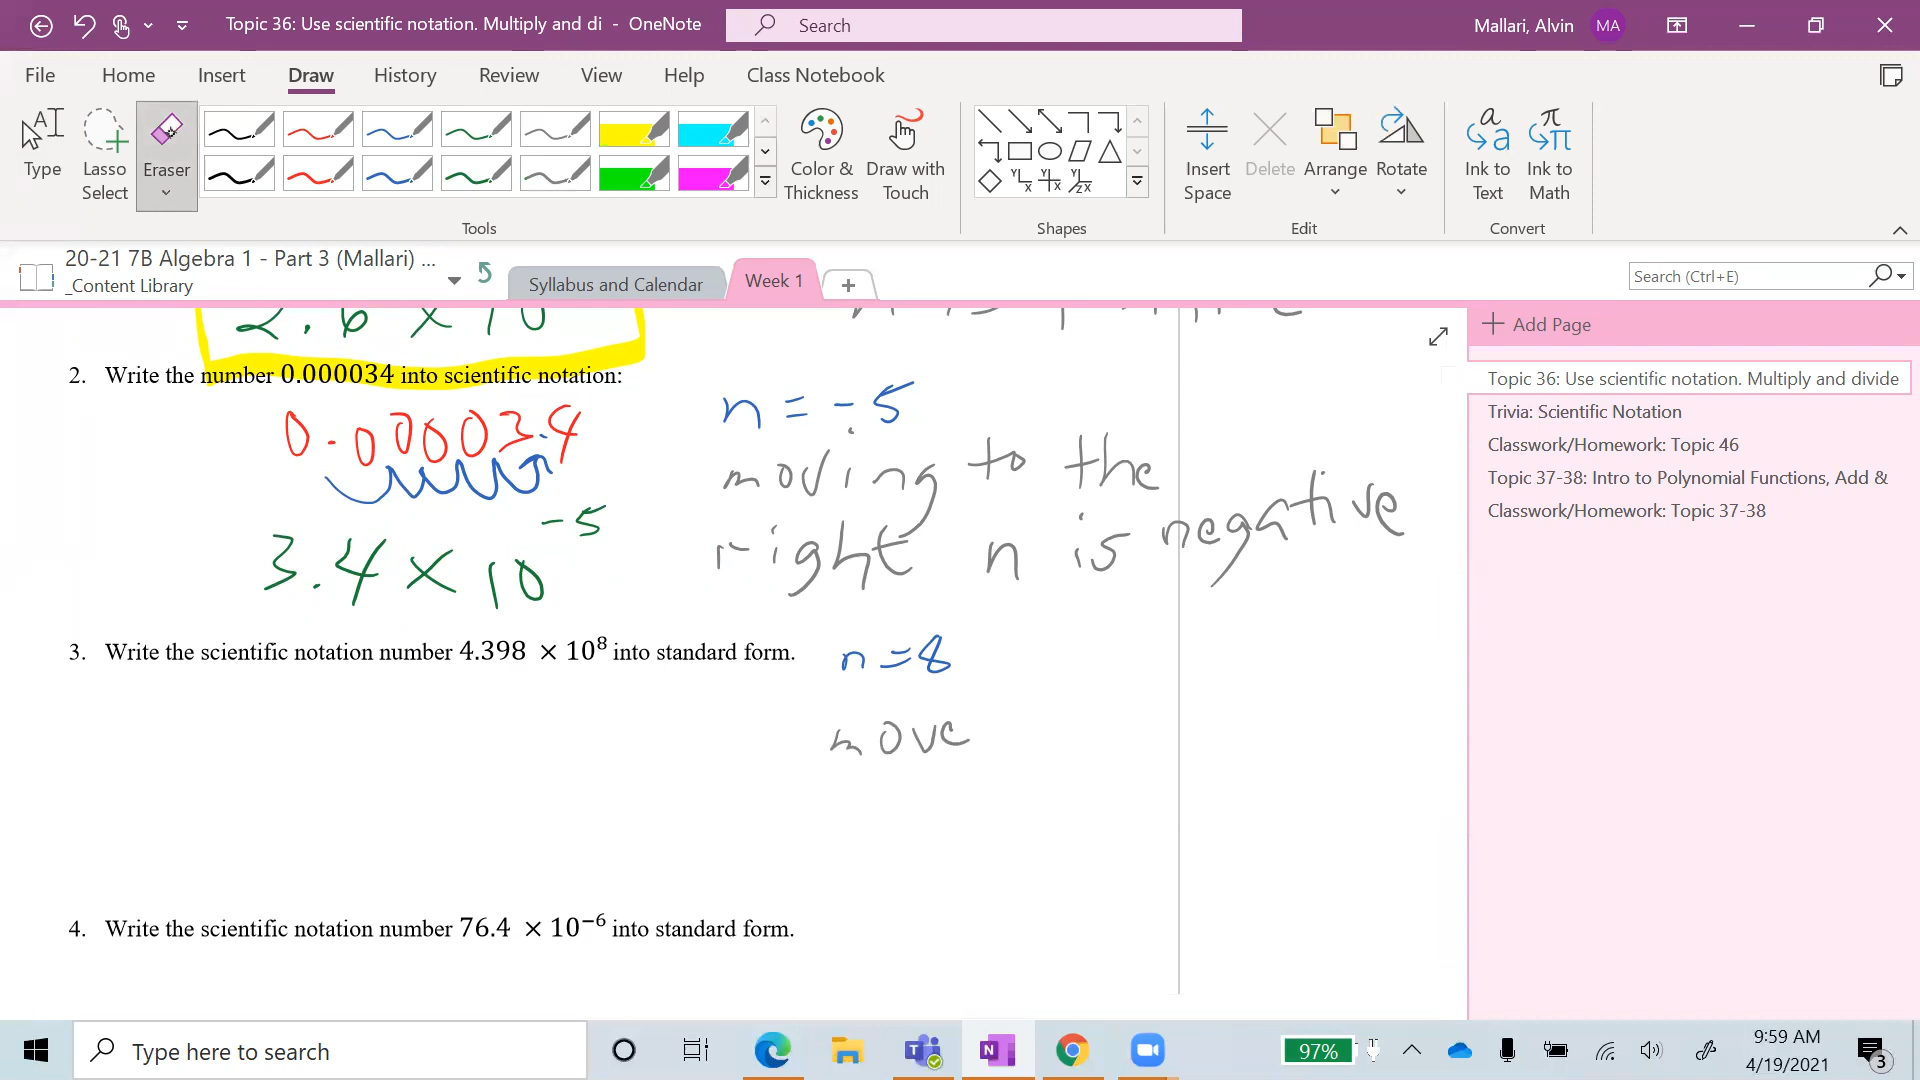 Topic 36: Use scientific notation. Multiply and di - OneNote
Search
Mallari, Alvin
MA
File Home Insert Draw History Review View Help Class Notebook
Type
Lasso Select
Eraser
Color & Thickness
Draw with Touch
Insert Space
Delete
Arrange
Rotate
Ink to Text
Ink to Math
Tools
Shapes
Edit
Convert
20-21 7B Algebra 1 - Part 3 (Mallari) ...
_Content Library
Syllabus and Calendar
Week 1
+
Search (Ctrl+E)
Add Page
Topic 36: Use scientific notation. Multiply and divide
Trivia: Scientific Notation
Classwork/Homework: Topic 46
Topic 37-38: Intro to Polynomial Functions, Add &
Classwork/Homework: Topic 37-38
2.6 × 10
2. Write the number 0.000034 into scientific notation:
0.00003.4
n = -5
moving to the
right n is negative
3.4 × 10⁻⁵
3. Write the scientific notation number 4.398 × 10⁸ into standard form.
n = 8
move
4. Write the scientific notation number 76.4 × 10⁻⁶ into standard form.
Type here to search
97%
9:59 AM
4/19/2021
3